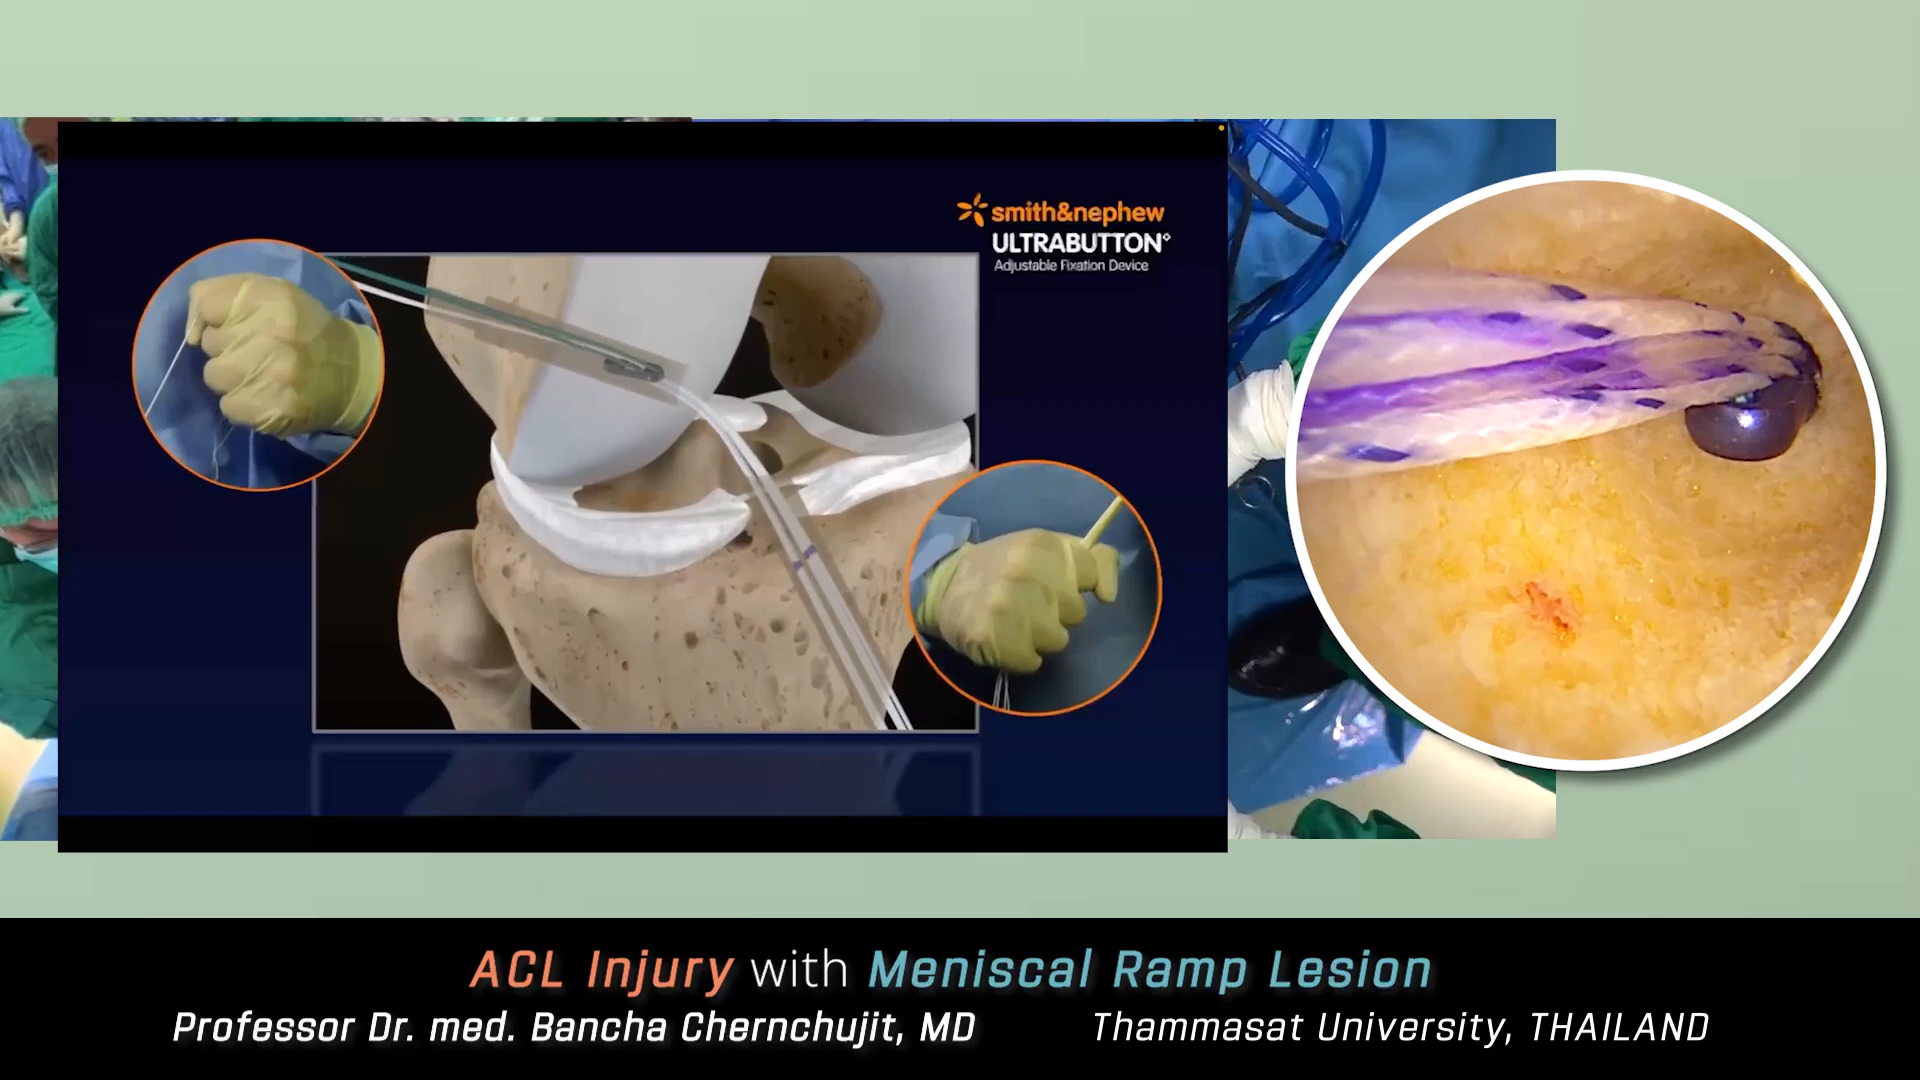 smith&nephew
ULTRABUTTON◊
Adjustable Fixation Device
ACL Injury with Meniscal Ramp Lesion
Professor Dr. med. Bancha Chernchujit, MD
Thammasat University, THAILAND